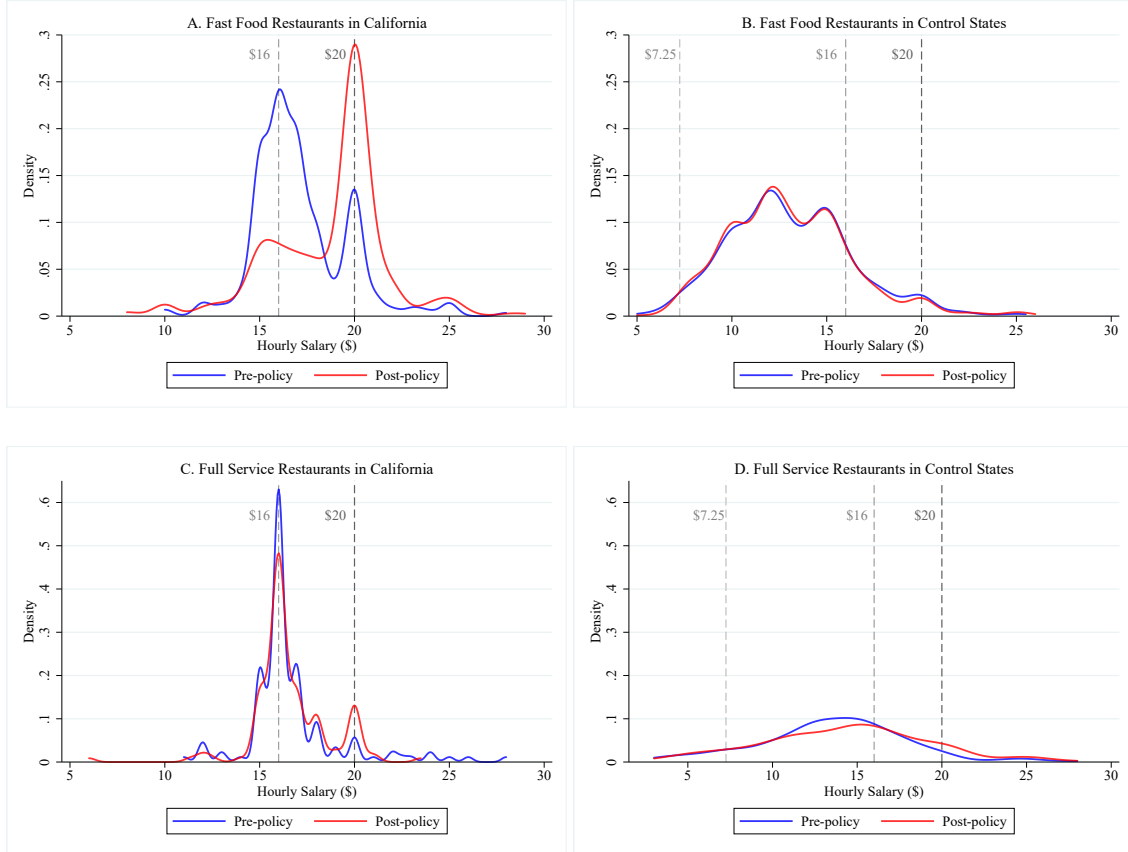 A. Fast Food Restaurants in California
$16
$20
.3
.25
.2
.15
.1
.05
0
Density
5 10 15 20 25 30
Hourly Salary ($)
Pre-policy Post-policy
B. Fast Food Restaurants in Control States
$7.25
$16
$20
.3
.25
.2
.15
.1
.05
0
Density
5 10 15 20 25 30
Hourly Salary ($)
Pre-policy Post-policy
C. Full Service Restaurants in California
$16
$20
.6
.5
.4
.3
.2
.1
0
Density
5 10 15 20 25 30
Hourly Salary ($)
Pre-policy Post-policy
D. Full Service Restaurants in Control States
$7.25
$16
$20
.6
.5
.4
.3
.2
.1
0
Density
5 10 15 20 25 30
Hourly Salary ($)
Pre-policy Post-policy